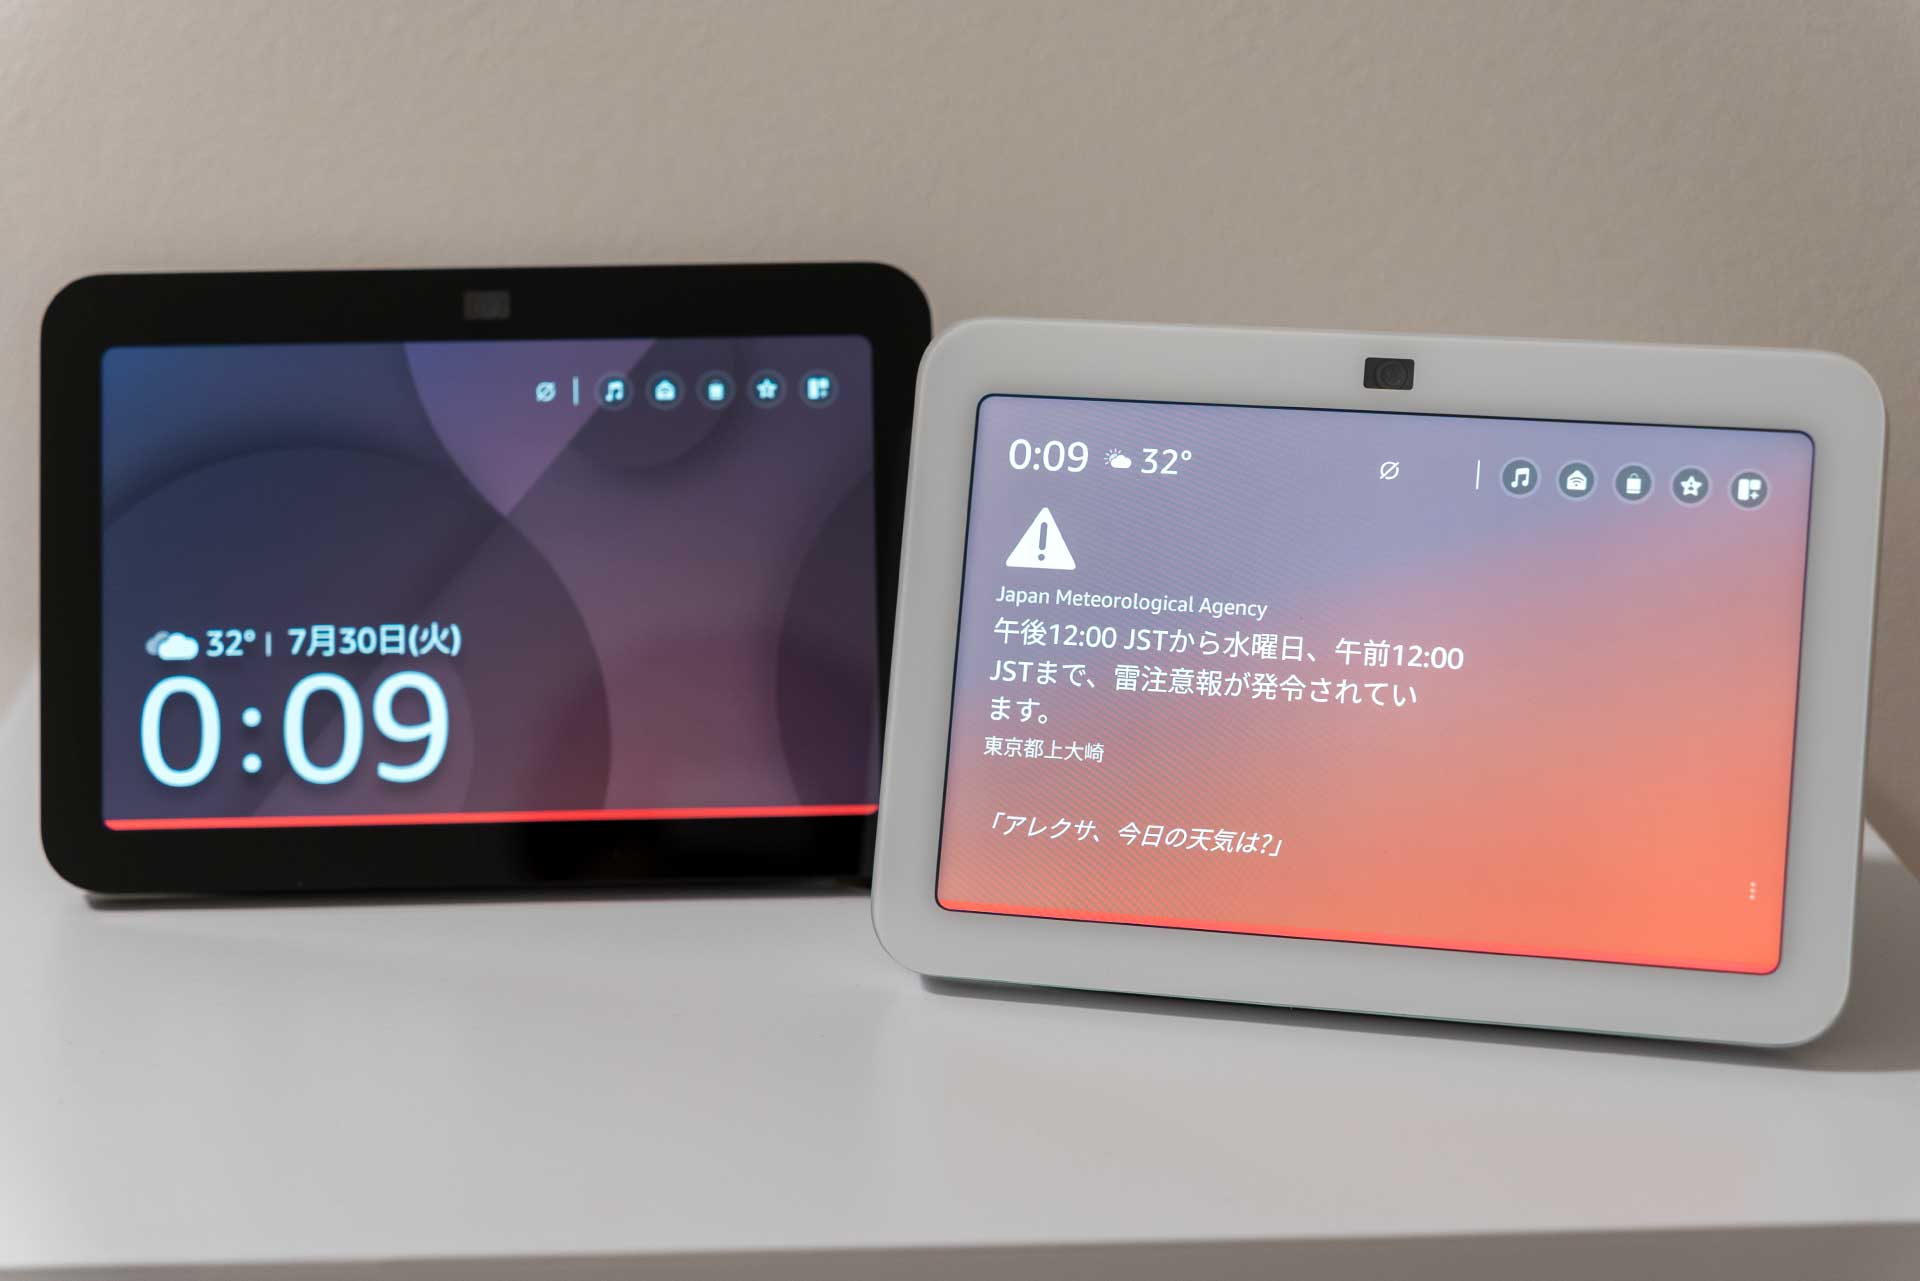 32° | 7月30日(火)
0:09
0:09 32°
Japan Meteorological Agency
午後12:00 JSTから水曜日、午前12:00
JSTまで、雷注意報が発令されてい
ます。
東京都上大崎
「アレクサ、今日の天気は?」